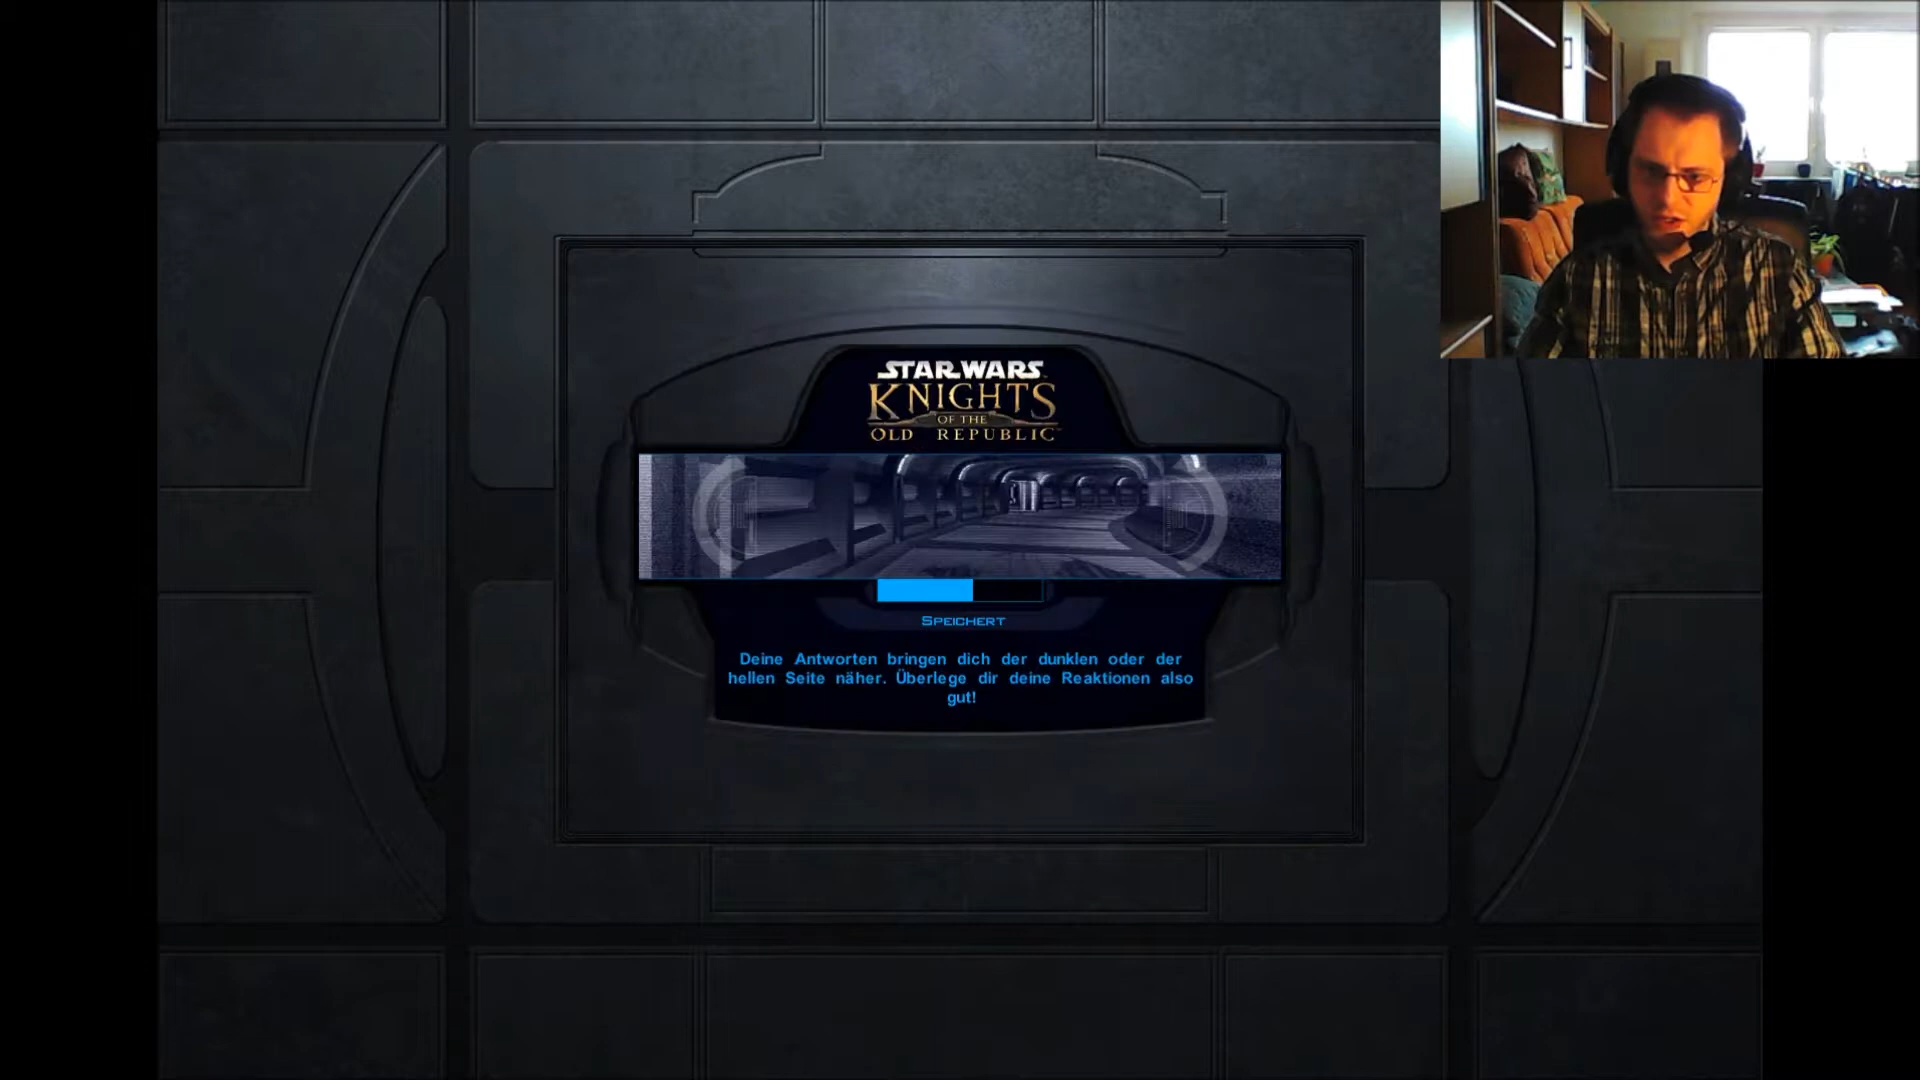 STAR WARS
KNIGHTS
OF THE
OLD REPUBLIC
SPEICHERT
Deine Antworten bringen dich der dunklen oder der
hellen Seite näher. Überlege dir deine Reaktionen also
gut!